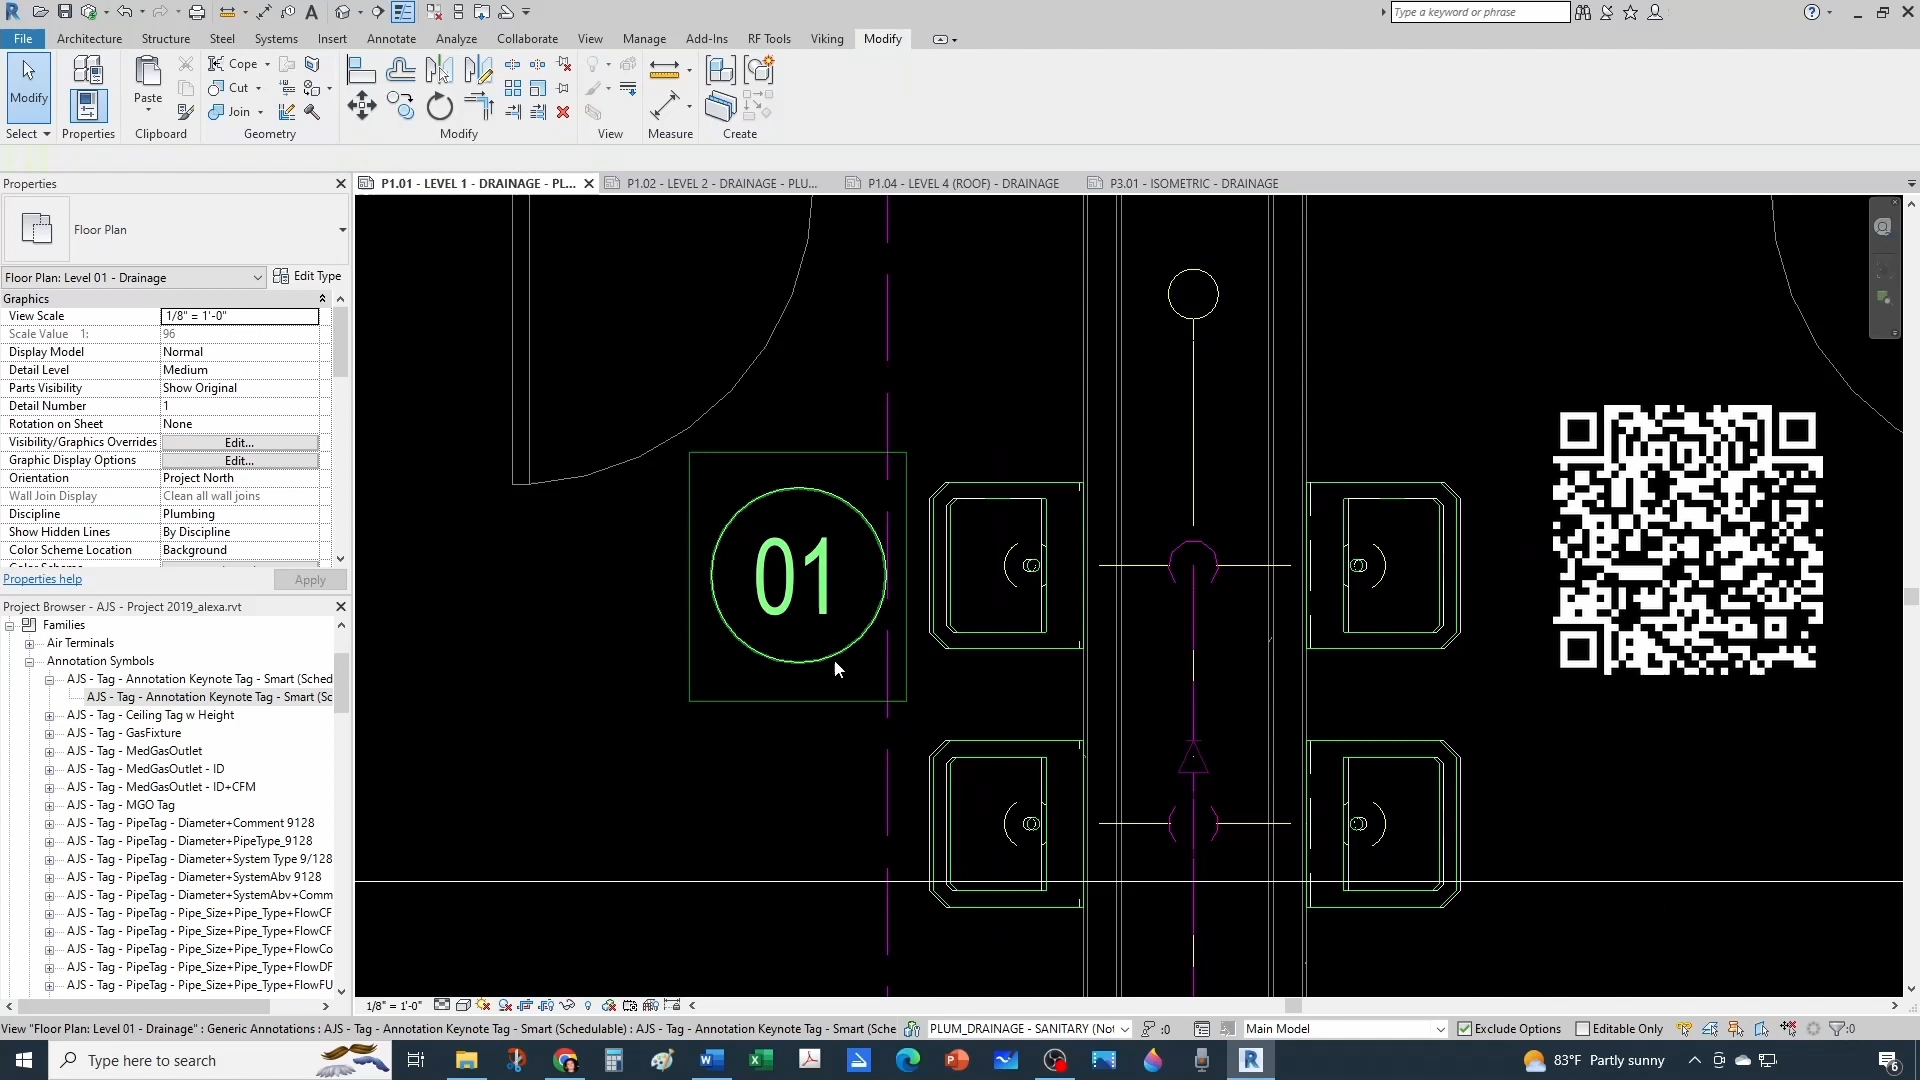 Type a keyword or phrase
File Architecture Structure Steel Systems Insert Annotate Analyze Collaborate View Manage Add-Ins RF Tools Viking Modify
Modify Paste Cope Cut Join
Select Properties Clipboard Geometry Modify View Measure Create
Properties
P1.01 - LEVEL 1 - DRAINAGE - PL... P1.02 - LEVEL 2 - DRAINAGE - PLU... P1.04 - LEVEL 4 (ROOF) - DRAINAGE P3.01 - ISOMETRIC - DRAINAGE
Floor Plan
Floor Plan: Level 01 - Drainage Edit Type
Graphics
View Scale 1/8" = 1'-0"
Scale Value 1: 96
Display Model Normal
Detail Level Medium
Parts Visibility Show Original
Detail Number 1
Rotation on Sheet None
Visibility/Graphics Overrides Edit...
Graphic Display Options Edit...
Orientation Project North
Wall Join Display Clean all wall joins
Discipline Plumbing
Show Hidden Lines By Discipline
Color Scheme Location Background
Properties help Apply
01
Project Browser - AJS - Project 2019_alexa.rvt
Families
Air Terminals
Annotation Symbols
AJS - Tag - Annotation Keynote Tag - Smart (Sched
AJS - Tag - Annotation Keynote Tag - Smart (Sc
AJS - Tag - Ceiling Tag w Height
AJS - Tag - GasFixture
AJS - Tag - MedGasOutlet
AJS - Tag - MedGasOutlet - ID
AJS - Tag - MedGasOutlet - ID+CFM
AJS - Tag - MGO Tag
AJS - Tag - PipeTag - Diameter+Comment 9128
AJS - Tag - PipeTag - Diameter+PipeType_9128
AJS - Tag - PipeTag - Diameter+System Type 9/128
AJS - Tag - PipeTag - Diameter+SystemAbv 9128
AJS - Tag - PipeTag - Diameter+SystemAbv+Comm
AJS - Tag - PipeTag - Pipe_Size+Pipe_Type+FlowCF
AJS - Tag - PipeTag - Pipe_Size+Pipe_Type+FlowCF
AJS - Tag - PipeTag - Pipe_Size+Pipe_Type+FlowCo
AJS - Tag - PipeTag - Pipe_Size+Pipe_Type+FlowDF
AJS - Tag - PipeTag - Pipe_Size+Pipe_Type+FlowFU
1/8" = 1'-0"
View "Floor Plan: Level 01 - Drainage" : Generic Annotations : AJS - Tag - Annotation Keynote Tag - Smart (Schedulable) : AJS - Tag - Annotation Keynote Tag - Smart (Sche PLUM_DRAINAGE - SANITARY (Not :0 Main Model Exclude Options Editable Only :0
Type here to search 83°F Partly sunny 6